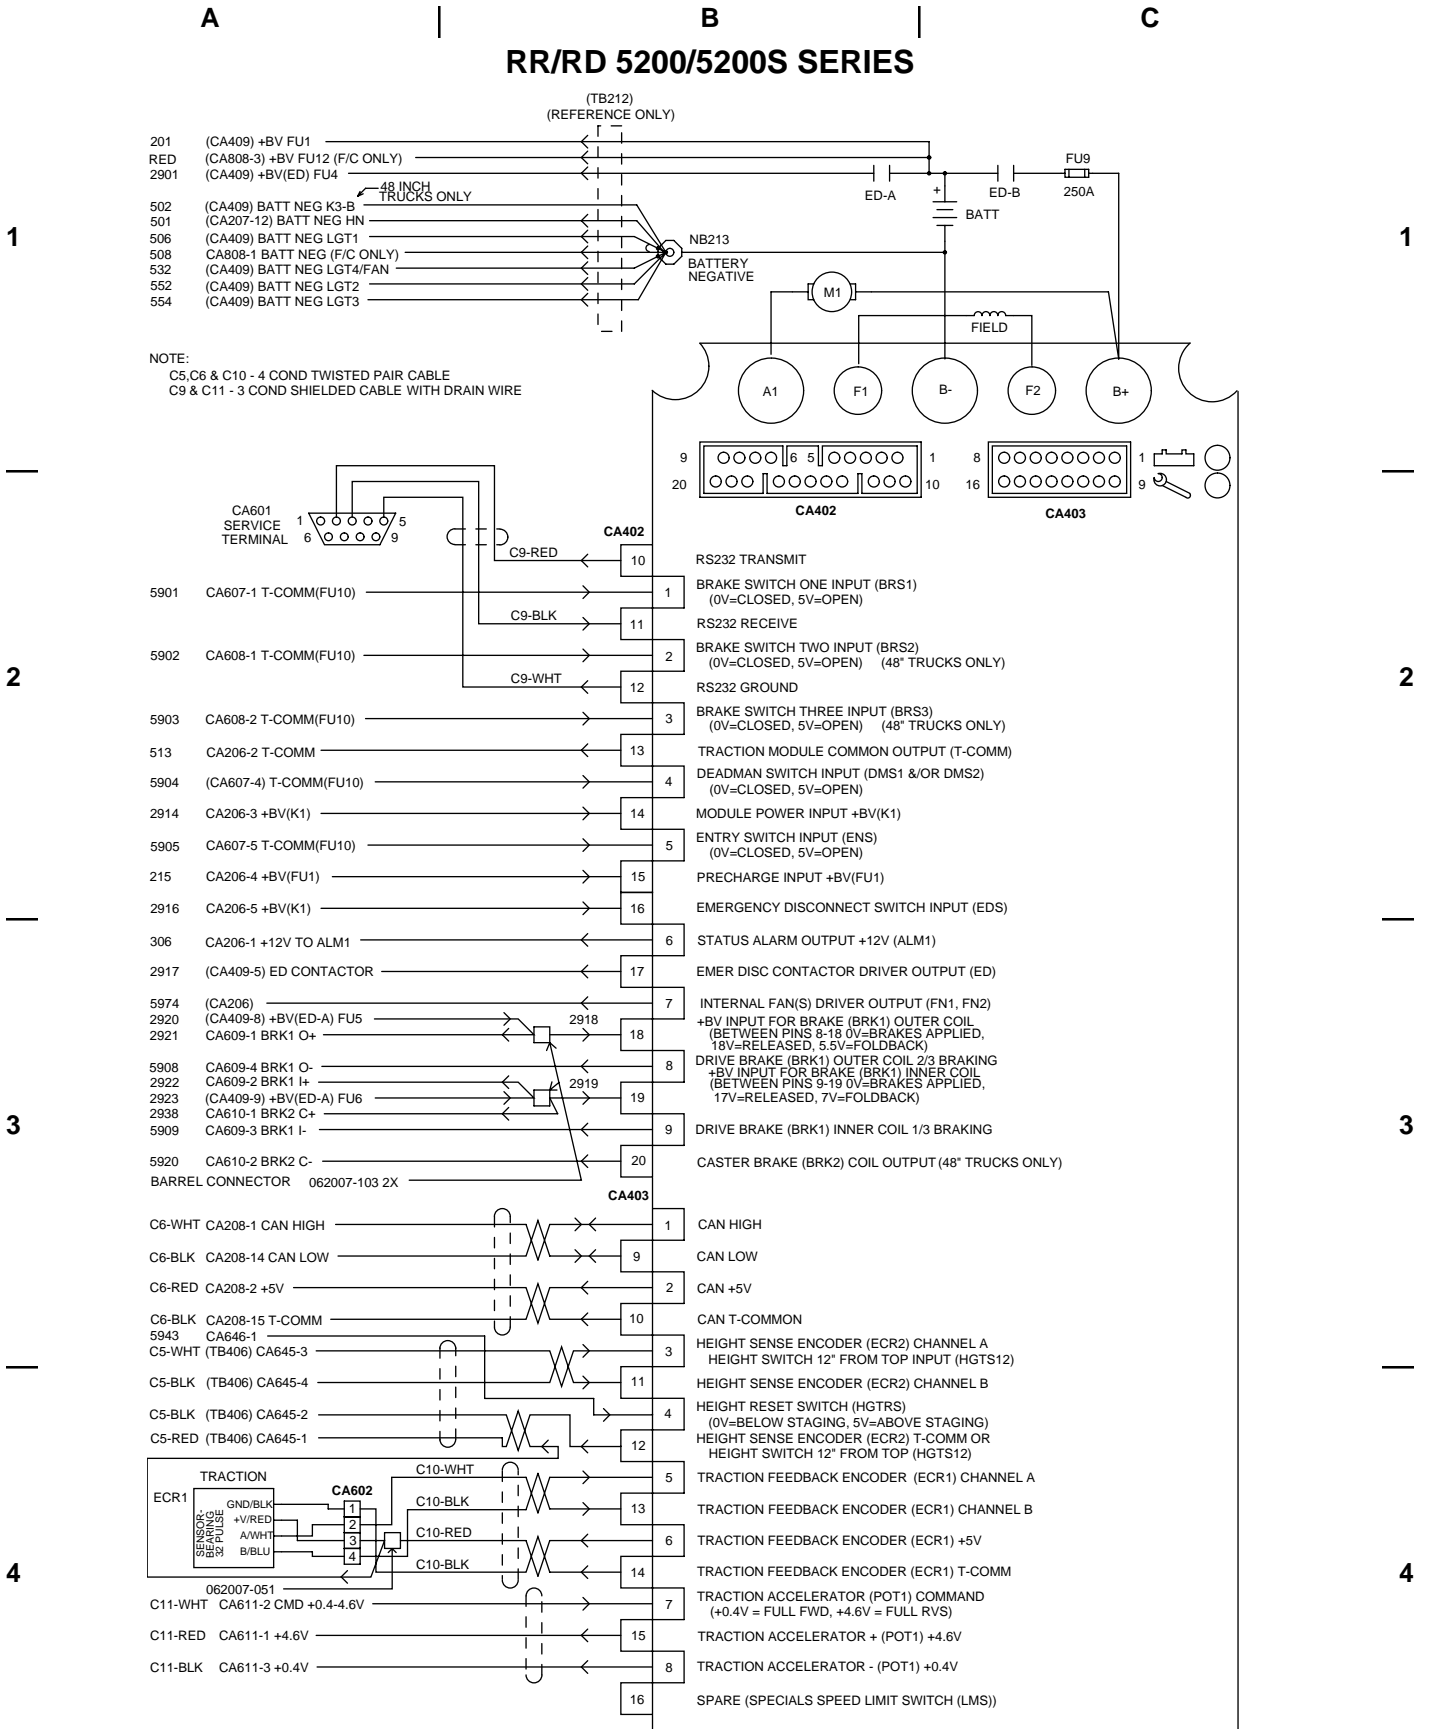 A B C
RR/RD 5200/5200S SERIES
(TB212)
(REFERENCE ONLY)
201 (CA409) +BV FU1
RED (CA808-3) +BV FU12 (F/C ONLY)
2901 (CA409) +BV(ED) FU4
48 INCH
TRUCKS ONLY
502 (CA409) BATT NEG K3-B
501 (CA207-12) BATT NEG HN
506 (CA409) BATT NEG LGT1
508 CA808-1 BATT NEG (F/C ONLY)
532 (CA409) BATT NEG LGT4/FAN
552 (CA409) BATT NEG LGT2
554 (CA409) BATT NEG LGT3
NB213
BATTERY
NEGATIVE
ED-A
+
BATT
ED-B
FU9
250A
M1
FIELD
1 1
NOTE:
C5,C6 & C10 - 4 COND TWISTED PAIR CABLE
C9 & C11 - 3 COND SHIELDED CABLE WITH DRAIN WIRE
A1 F1 B- F2 B+
9 6 5 1
20 10
CA402
8 1
16 9
CA403
CA601
SERVICE
TERMINAL
1 5
6 9
CA402
C9-RED 10 RS232 TRANSMIT
5901 CA607-1 T-COMM(FU10) 1 BRAKE SWITCH ONE INPUT (BRS1)
(0V=CLOSED, 5V=OPEN)
C9-BLK 11 RS232 RECEIVE
5902 CA608-1 T-COMM(FU10) 2 BRAKE SWITCH TWO INPUT (BRS2)
(0V=CLOSED, 5V=OPEN) (48" TRUCKS ONLY)
2 2
C9-WHT 12 RS232 GROUND
5903 CA608-2 T-COMM(FU10) 3 BRAKE SWITCH THREE INPUT (BRS3)
(0V=CLOSED, 5V=OPEN) (48" TRUCKS ONLY)
513 CA206-2 T-COMM 13 TRACTION MODULE COMMON OUTPUT (T-COMM)
5904 (CA607-4) T-COMM(FU10) 4 DEADMAN SWITCH INPUT (DMS1 &/OR DMS2)
(0V=CLOSED, 5V=OPEN)
2914 CA206-3 +BV(K1) 14 MODULE POWER INPUT +BV(K1)
5905 CA607-5 T-COMM(FU10) 5 ENTRY SWITCH INPUT (ENS)
(0V=CLOSED, 5V=OPEN)
215 CA206-4 +BV(FU1) 15 PRECHARGE INPUT +BV(FU1)
2916 CA206-5 +BV(K1) 16 EMERGENCY DISCONNECT SWITCH INPUT (EDS)
306 CA206-1 +12V TO ALM1 6 STATUS ALARM OUTPUT +12V (ALM1)
2917 (CA409-5) ED CONTACTOR 17 EMER DISC CONTACTOR DRIVER OUTPUT (ED)
5974 (CA206) 7 INTERNAL FAN(S) DRIVER OUTPUT (FN1, FN2)
2920 (CA409-8) +BV(ED-A) FU5 2918 +BV INPUT FOR BRAKE (BRK1) OUTER COIL
2921 CA609-1 BRK1 O+ 18 (BETWEEN PINS 8-18 0V=BRAKES APPLIED,
18V=RELEASED, 5.5V=FOLDBACK)
5908 CA609-4 BRK1 O- 8 DRIVE BRAKE (BRK1) OUTER COIL 2/3 BRAKING
2922 CA609-2 BRK1 I+ 2919 +BV INPUT FOR BRAKE (BRK1) INNER COIL
(BETWEEN PINS 9-19 0V=BRAKES APPLIED,
2923 (CA409-9) +BV(ED-A) FU6 19 17V=RELEASED, 7V=FOLDBACK)
2938 CA610-1 BRK2 C+
3 3
5909 CA609-3 BRK1 I- 9 DRIVE BRAKE (BRK1) INNER COIL 1/3 BRAKING
5920 CA610-2 BRK2 C- 20 CASTER BRAKE (BRK2) COIL OUTPUT (48" TRUCKS ONLY)
BARREL CONNECTOR 062007-103 2X
CA403
C6-WHT CA208-1 CAN HIGH 1 CAN HIGH
C6-BLK CA208-14 CAN LOW 9 CAN LOW
C6-RED CA208-2 +5V 2 CAN +5V
C6-BLK CA208-15 T-COMM 10 CAN T-COMMON
5943 CA646-1
C5-WHT (TB406) CA645-3 3 HEIGHT SENSE ENCODER (ECR2) CHANNEL A
HEIGHT SWITCH 12" FROM TOP INPUT (HGTS12)
C5-BLK (TB406) CA645-4 11 HEIGHT SENSE ENCODER (ECR2) CHANNEL B
C5-BLK (TB406) CA645-2 4 HEIGHT RESET SWITCH (HGTRS)
(0V=BELOW STAGING, 5V=ABOVE STAGING)
C5-RED (TB406) CA645-1 12 HEIGHT SENSE ENCODER (ECR2) T-COMM OR
HEIGHT SWITCH 12" FROM TOP (HGTS12)
TRACTION
ECR1
SENSOR-
BEARING
32 PULSE
GND/BLK
+V/RED
A/WHT
B/BLU
CA602
1
2
3
4
C10-WHT 5 TRACTION FEEDBACK ENCODER (ECR1) CHANNEL A
C10-BLK 13 TRACTION FEEDBACK ENCODER (ECR1) CHANNEL B
C10-RED 6 TRACTION FEEDBACK ENCODER (ECR1) +5V
C10-BLK 14 TRACTION FEEDBACK ENCODER (ECR1) T-COMM
4 4
062007-051
C11-WHT CA611-2 CMD +0.4-4.6V 7 TRACTION ACCELERATOR (POT1) COMMAND
(+0.4V = FULL FWD, +4.6V = FULL RVS)
C11-RED CA611-1 +4.6V 15 TRACTION ACCELERATOR + (POT1) +4.6V
C11-BLK CA611-3 +0.4V 8 TRACTION ACCELERATOR - (POT1) +0.4V
16 SPARE (SPECIALS SPEED LIMIT SWITCH (LMS))